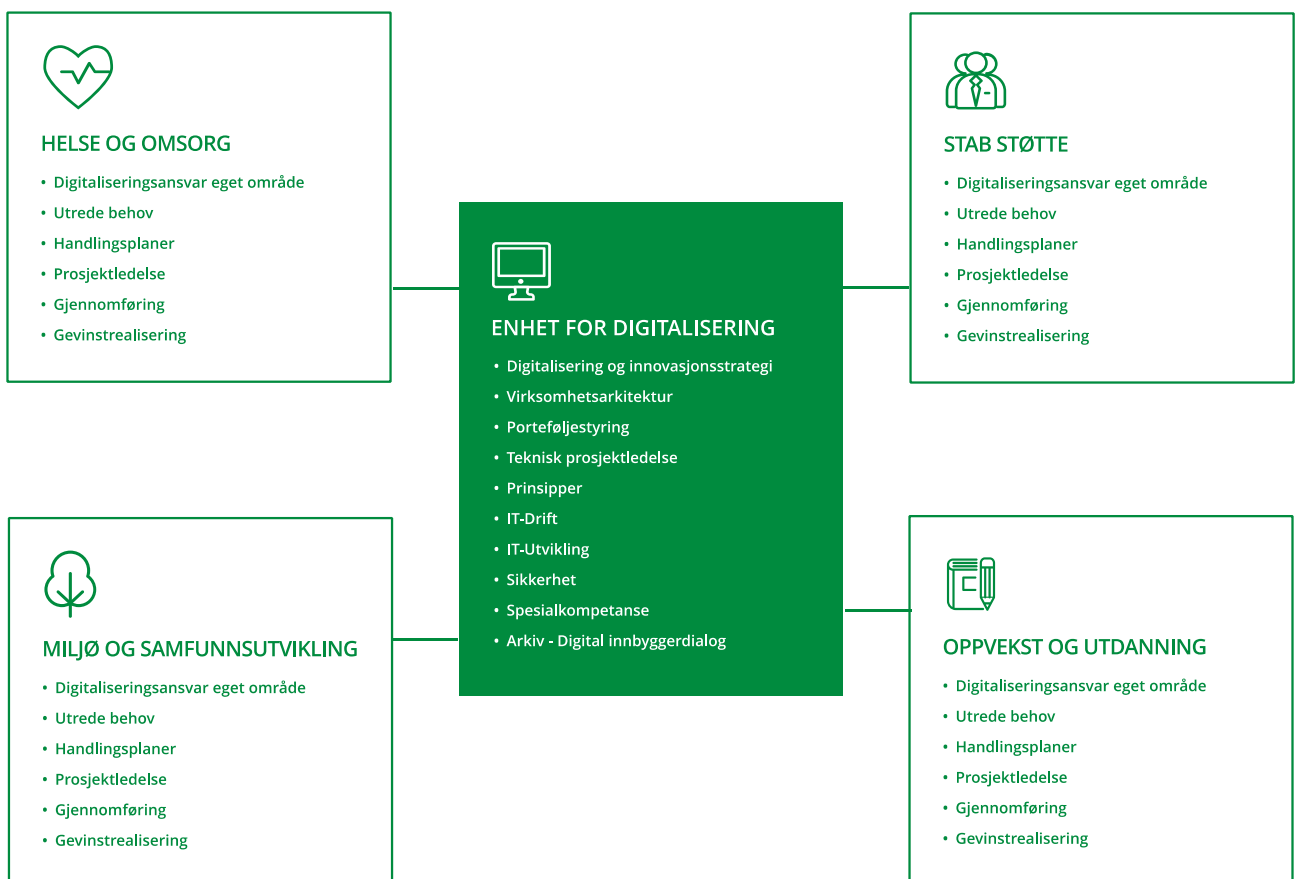 HELSE OG OMSORG
• Digitaliseringsansvar eget område
• Utrede behov
• Handlingsplaner
• Prosjektledelse
• Gjennomføring
• Gevinstrealisering
STAB STØTTE
• Digitaliseringsansvar eget område
• Utrede behov
• Handlingsplaner
• Prosjektledelse
• Gjennomføring
• Gevinstrealisering
ENHET FOR DIGITALISERING
• Digitalisering og innovasjonsstrategi
• Virksomhetsarkitektur
• Porteføljestyring
• Teknisk prosjektledelse
• Prinsipper
• IT-Drift
• IT-Utvikling
• Sikkerhet
• Spesialkompetanse
• Arkiv - Digital innbyggerdialog
MILJØ OG SAMFUNNSUTVIKLING
• Digitaliseringsansvar eget område
• Utrede behov
• Handlingsplaner
• Prosjektledelse
• Gjennomføring
• Gevinstrealisering
OPPVEKST OG UTDANNING
• Digitaliseringsansvar eget område
• Utrede behov
• Handlingsplaner
• Prosjektledelse
• Gjennomføring
• Gevinstrealisering